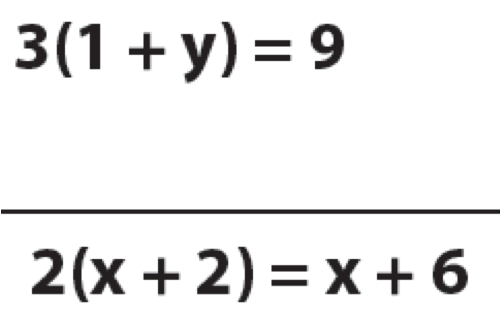 3(1 + y) = 9
2(x + 2) = x + 6